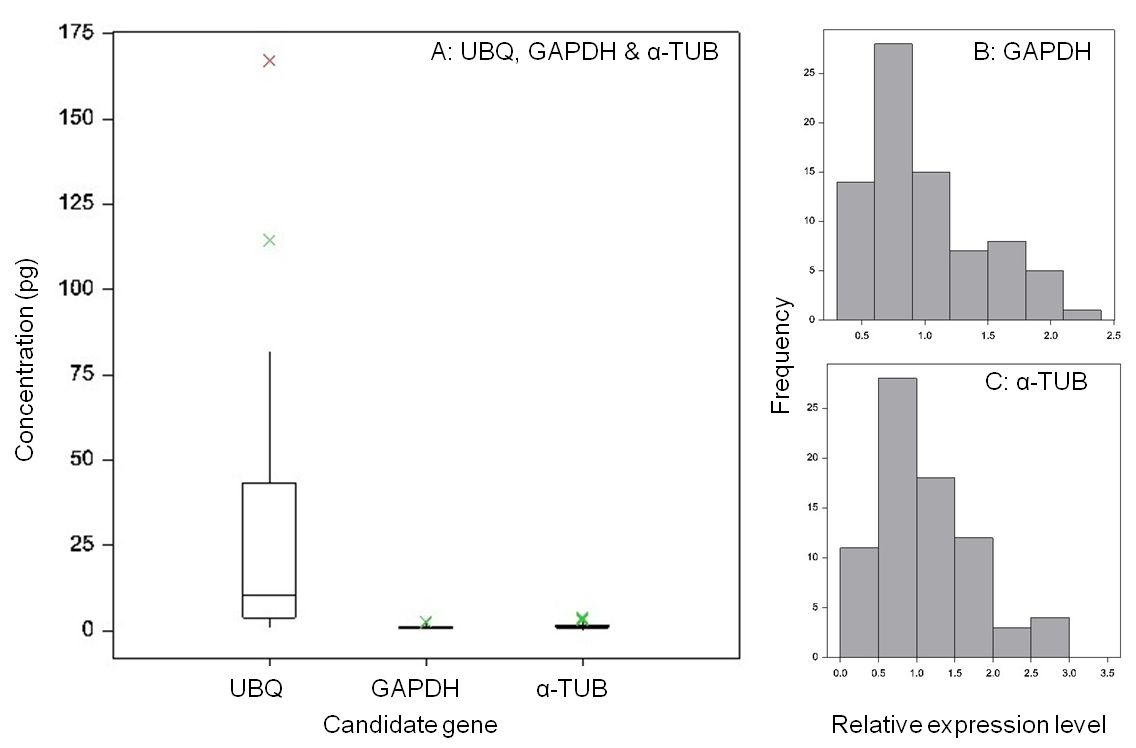 A: UBQ, GAPDH & α-TUB
175
150
125
100
75
50
25
0
Concentration (pg)
UBQ GAPDH α-TUB
Candidate gene
B: GAPDH
25
20
15
10
5
0
0.5 1.0 1.5 2.0 2.5
Frequency
C: α-TUB
25
20
15
10
5
0
0.0 0.5 1.0 1.5 2.0 2.5 3.0 3.5
Relative expression level